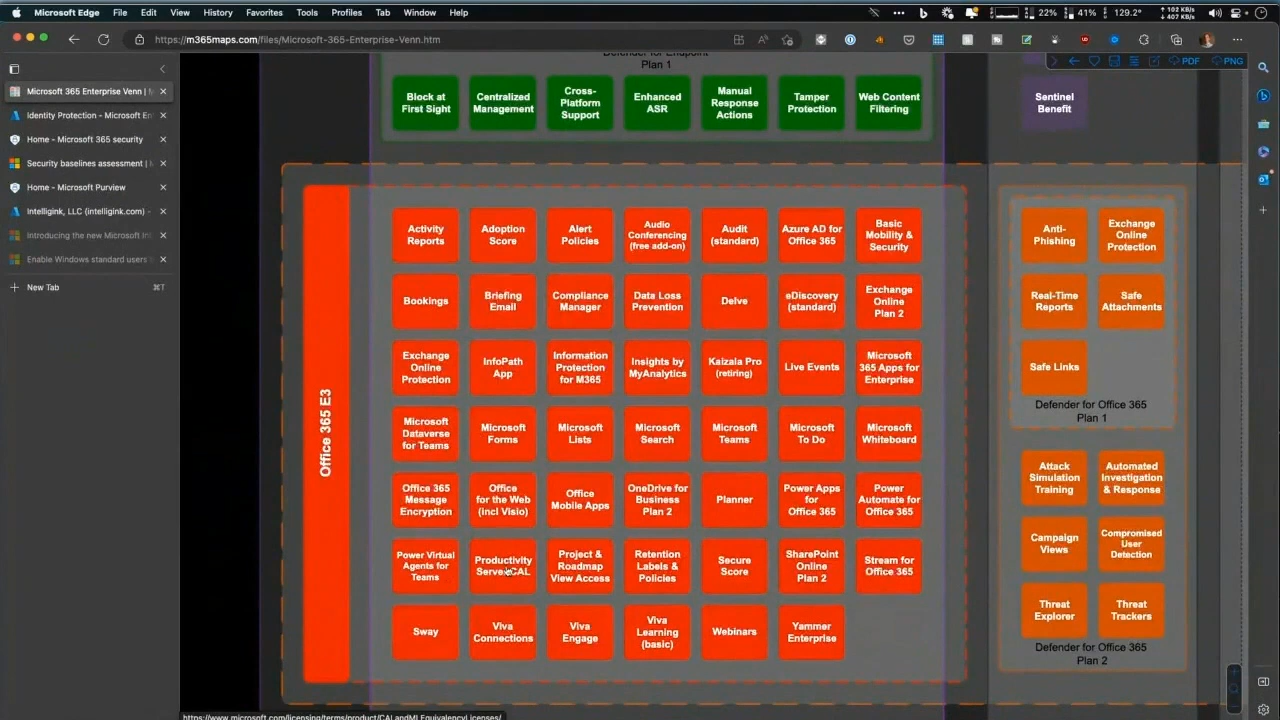 Microsoft Edge File Edit View History Favorites Tools Profiles Tab Window Help
22% 41% 129.2° 102 KB/s
407 KB/s
https://m365maps.com/files/Microsoft-365-Enterprise-Venn.htm
Microsoft 365 Enterprise Venn |
Identity Protection - Microsoft En
Home - Microsoft 365 security
Security baselines assessment |
Home - Microsoft Purview
Intelligink, LLC (intelligink.com) -
Introducing the new Microsoft Int
Enable Windows standard users
New Tab ⌘T
PDF PNG
Defender for Endpoint
Plan 1
Block at
First Sight
Centralized
Management
Cross-
Platform
Support
Enhanced
ASR
Manual
Response
Actions
Tamper
Protection
Web Content
Filtering
Sentinel
Benefit
Office 365 E3
Activity
Reports
Adoption
Score
Alert
Policies
Audio
Conferencing
(free add-on)
Audit
(standard)
Azure AD for
Office 365
Basic
Mobility &
Security
Bookings
Briefing
Email
Compliance
Manager
Data Loss
Prevention
Delve
eDiscovery
(standard)
Exchange
Online
Plan 2
Exchange
Online
Protection
InfoPath
App
Information
Protection
for M365
Insights by
MyAnalytics
Kaizala Pro
(retiring)
Live Events
Microsoft
365 Apps for
Enterprise
Microsoft
Dataverse
for Teams
Microsoft
Forms
Microsoft
Lists
Microsoft
Search
Microsoft
Teams
Microsoft
To Do
Microsoft
Whiteboard
Office 365
Message
Encryption
Office
for the Web
(incl Visio)
Office
Mobile Apps
OneDrive for
Business
Plan 2
Planner
Power Apps
for
Office 365
Power
Automate for
Office 365
Power Virtual
Agents for
Teams
Productivity
Server CAL
Project &
Roadmap
View Access
Retention
Labels &
Policies
Secure
Score
SharePoint
Online
Plan 2
Stream for
Office 365
Sway
Viva
Connections
Viva
Engage
Viva
Learning
(basic)
Webinars
Yammer
Enterprise
Anti-
Phishing
Exchange
Online
Protection
Real-Time
Reports
Safe
Attachments
Safe Links
Defender for Office 365
Plan 1
Attack
Simulation
Training
Automated
Investigation
& Response
Campaign
Views
Compromised
User
Detection
Threat
Explorer
Threat
Trackers
Defender for Office 365
Plan 2
https://www.microsoft.com/licensing/terms/product/CALandMLEquivalencyLicenses/